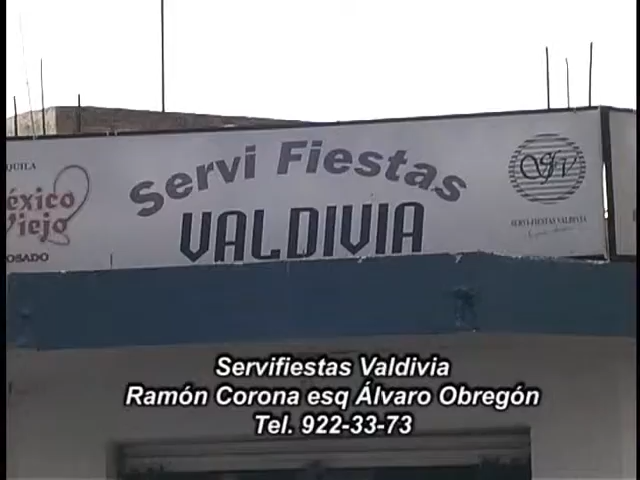 Servi Fiestas
VALDIVIA
QUILA
éxico
Viejo
OSADO
SERVI-FIESTAS VALDIVIA
Servifiestas Valdivia
Ramón Corona esq Álvaro Obregón
Tel. 922-33-73